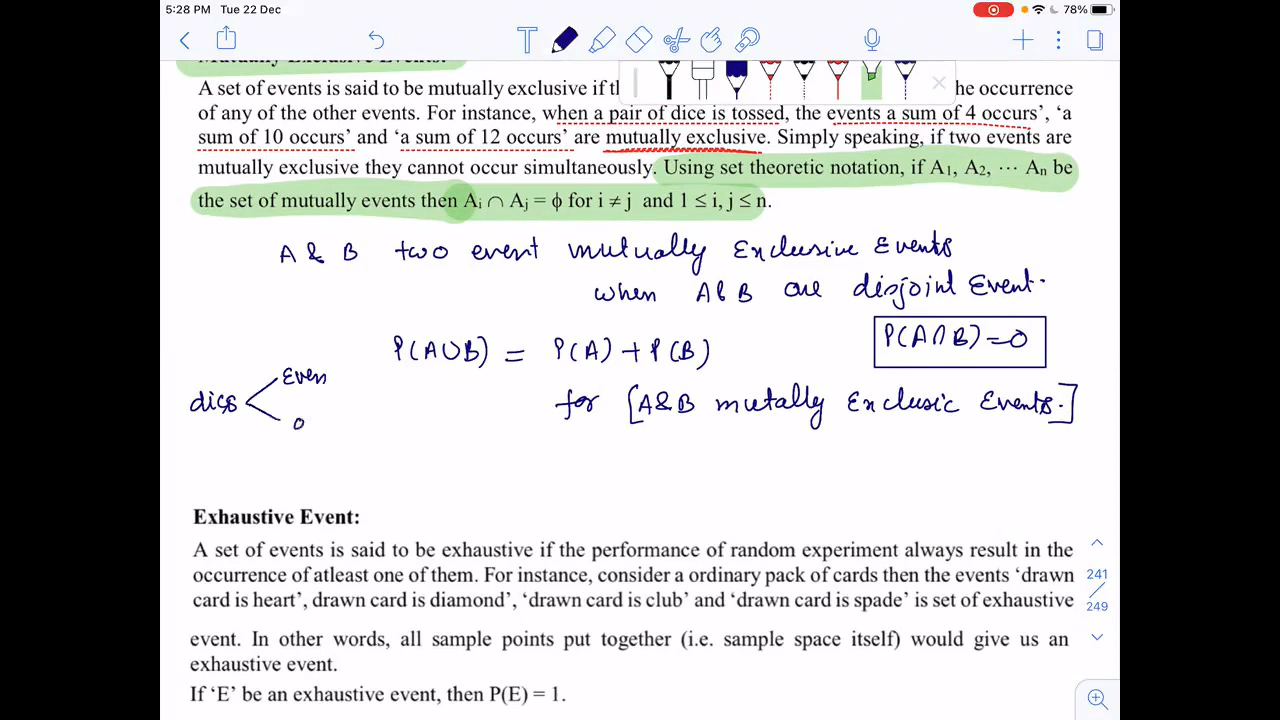 5:28 PM Tue 22 Dec
78%
Mutually Exclusive Events:
A set of events is said to be mutually exclusive if th he occurrence
of any of the other events. For instance, when a pair of dice is tossed, the events a sum of 4 occurs', 'a
sum of 10 occurs' and 'a sum of 12 occurs' are mutually exclusive. Simply speaking, if two events are
mutually exclusive they cannot occur simultaneously. Using set theoretic notation, if A₁, A₂, ⋯ Aₙ be
the set of mutually events then Aᵢ ∩ Aⱼ = ϕ for i ≠ j and 1 ≤ i, j ≤ n.
A & B two event mutually Exclusive Events
when A & B are disjoint Event.
P(A∪B) = P(A) + P(B)
P(A∩B) = 0
dices
Even
O
for [A&B mutally Exclusic Events.]
Exhaustive Event:
A set of events is said to be exhaustive if the performance of random experiment always result in the
occurrence of atleast one of them. For instance, consider a ordinary pack of cards then the events 'drawn
card is heart', drawn card is diamond', 'drawn card is club' and 'drawn card is spade' is set of exhaustive
event. In other words, all sample points put together (i.e. sample space itself) would give us an
exhaustive event.
If 'E' be an exhaustive event, then P(E) = 1.
241
249